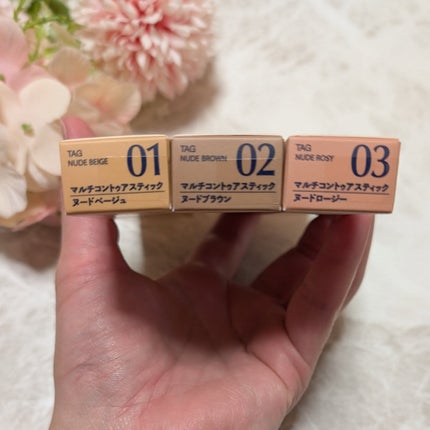 TAG
NUDE BEIGE
01
マルチコントゥアスティック
ヌードベージュ
TAG
NUDE BROWN
02
マルチコントゥアスティック
ヌードブラウン
TAG
NUDE ROSY
03
マルチコントゥアスティック
ヌードロージー